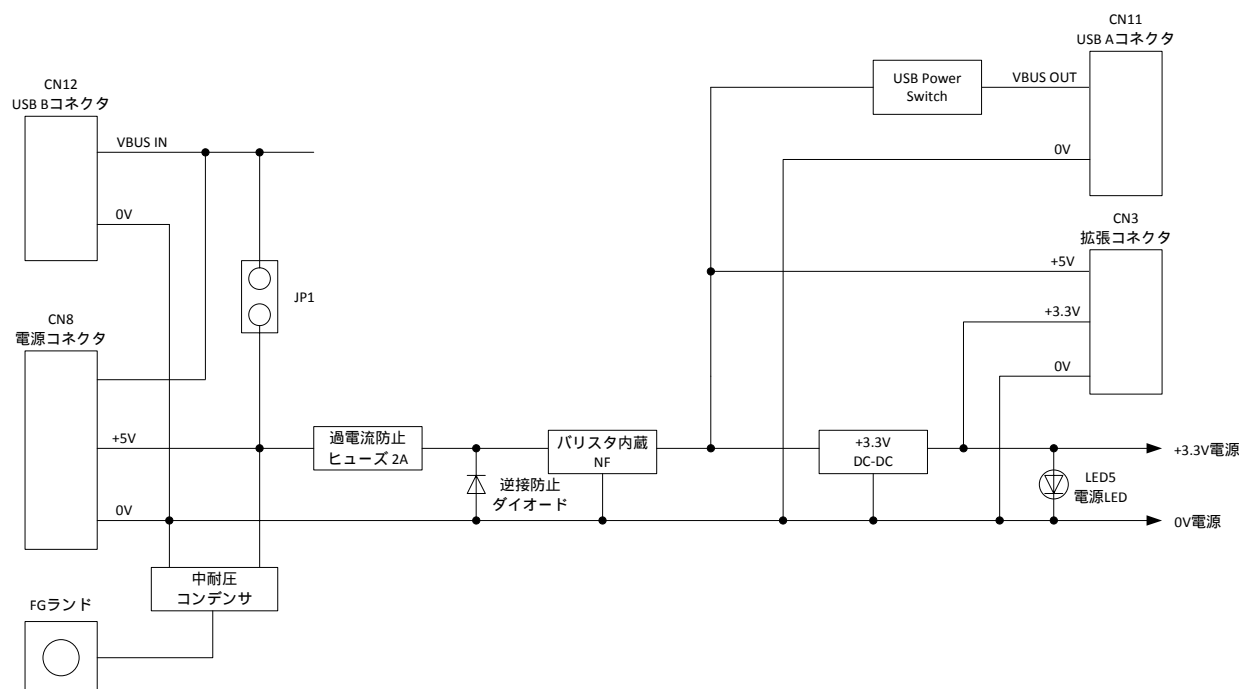 CN11
USB Aコネクタ
USB Power
Switch
VBUS OUT
0V
CN12
USB Bコネクタ
VBUS IN
0V
CN3
拡張コネクタ
+5V
+3.3V
0V
JP1
CN8
電源コネクタ
+5V
0V
過電流防止
ヒューズ 2A
逆接防止
ダイオード
バリスタ内蔵
NF
+3.3V
DC-DC
LED5
電源LED
+3.3V電源
0V電源
中耐圧
コンデンサ
FGランド